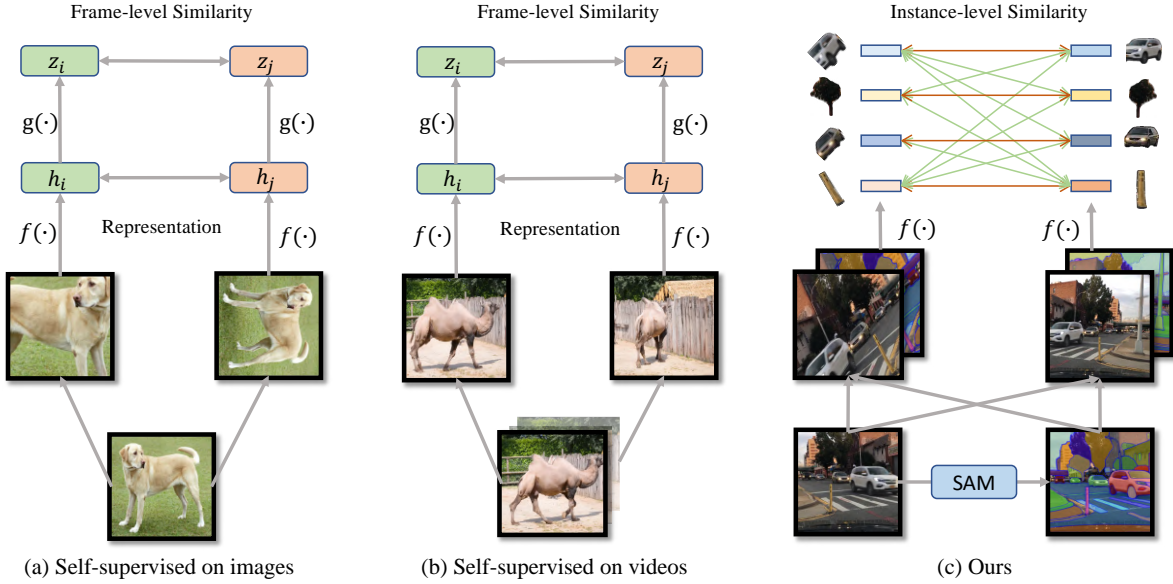 Frame-level Similarity
z_i
z_j
g(·)
g(·)
h_i
h_j
Representation
f(·)
f(·)
(a) Self-supervised on images
Frame-level Similarity
z_i
z_j
g(·)
g(·)
h_i
h_j
Representation
f(·)
f(·)
(b) Self-supervised on videos
Instance-level Similarity
f(·)
f(·)
SAM
(c) Ours